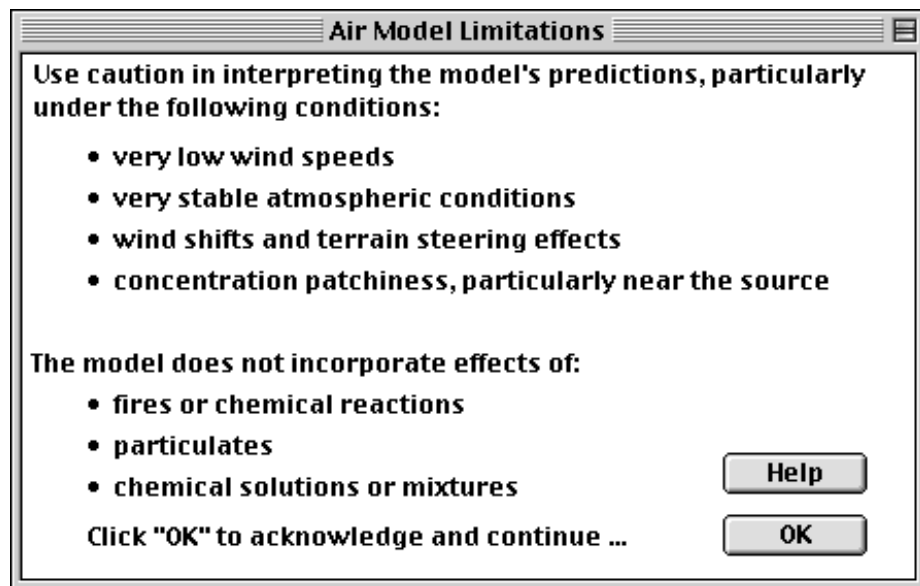 Air Model Limitations
Use caution in interpreting the model's predictions, particularly
under the following conditions:
• very low wind speeds
• very stable atmospheric conditions
• wind shifts and terrain steering effects
• concentration patchiness, particularly near the source
The model does not incorporate effects of:
• fires or chemical reactions
• particulates
• chemical solutions or mixtures
Help
Click "OK" to acknowledge and continue ...
OK